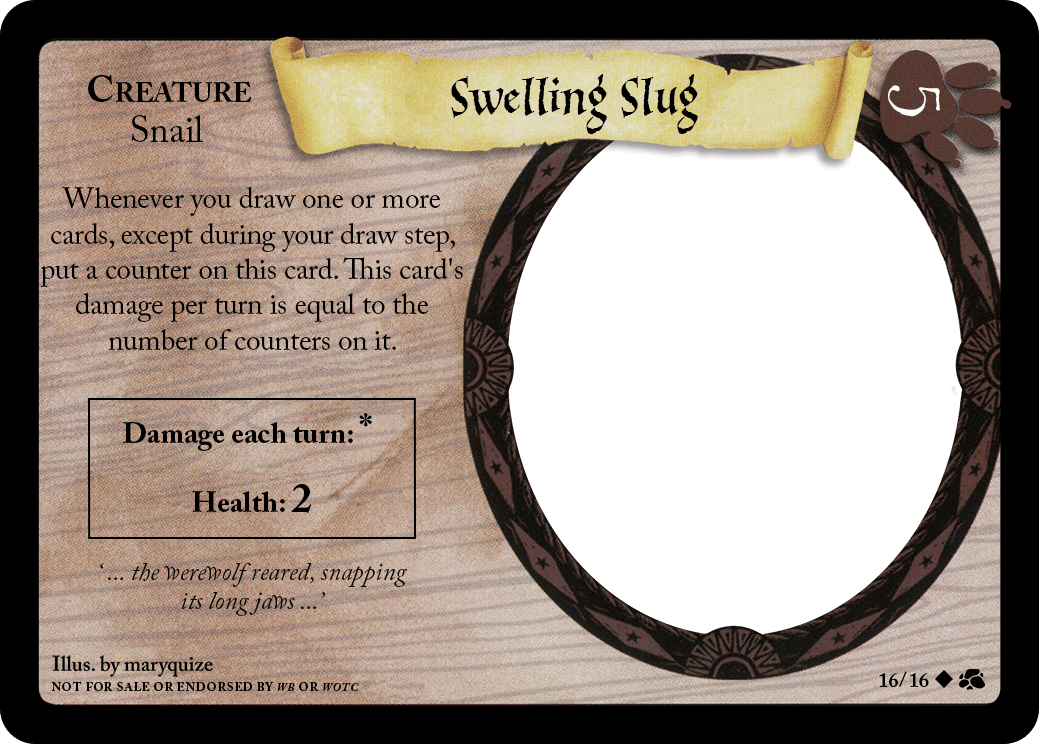 Swelling Slug
5
Creature
Snail
Whenever you draw one or more
cards, except during your draw step,
put a counter on this card. This card's
damage per turn is equal to the
number of counters on it.
Damage each turn: *
Health: 2
‘ ... the werewolf reared, snapping
its long jaws ...’
Illus. by maryquize
NOT FOR SALE OR ENDORSED BY WB OR WOTC
16/16